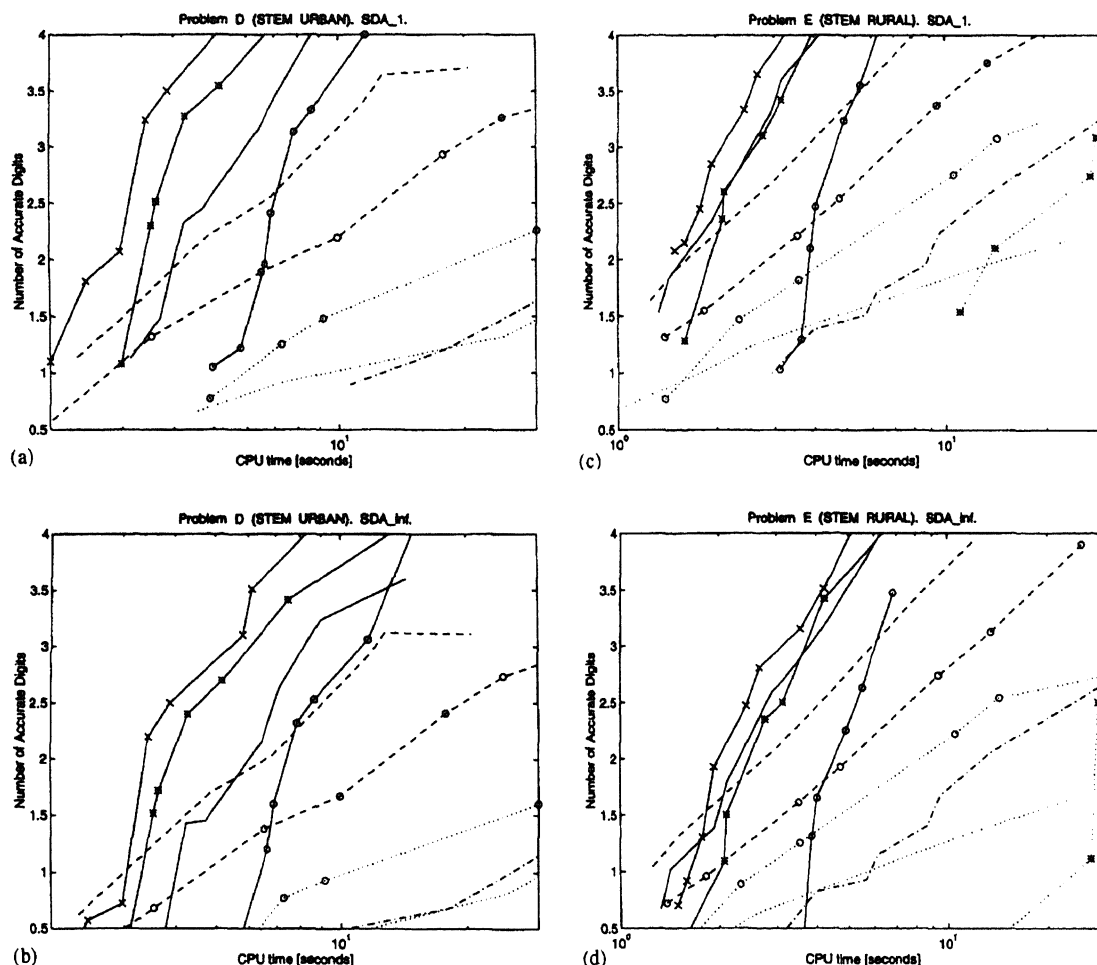 Problem D (STEM URBAN). SDA_1.
4
3.5
3
2.5
2
1.5
1
0.5
Number of Accurate Digits
10¹
CPU time [seconds]
(a)
Problem E (STEM RURAL). SDA_1.
4
3.5
3
2.5
2
1.5
1
0.5
Number of Accurate Digits
10⁰
10¹
CPU time [seconds]
(c)
Problem D (STEM URBAN). SDA_inf.
4
3.5
3
2.5
2
1.5
1
0.5
Number of Accurate Digits
10¹
CPU time [seconds]
(b)
Problem E (STEM RURAL). SDA_inf.
4
3.5
3
2.5
2
1.5
1
0.5
Number of Accurate Digits
10⁰
10¹
CPU time [seconds]
(d)